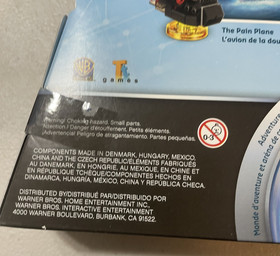 The Pain Plane
L'avion de la dou
WB
Tt
games
Warning! Choking hazard. Small parts.
Attention ! Danger d'étouffement. Petits éléments.
¡Advertencia! Peligro de atragantamiento. Partes pequeñas.
0-3
COMPONENTS MADE IN DENMARK, HUNGARY, MEXICO,
CHINA AND THE CZECH REPUBLIC/ÉLÉMENTS FABRIQUÉS
AU DANEMARK, EN HONGRIE, AU MEXIQUE, EN CHINE ET
EN RÉPUBLIQUE TCHÈQUE/COMPONENTES HECHOS EN
DINAMARCA, HUNGRÍA, MÉXICO, CHINA Y REPÚBLICA CHECA.
DISTRIBUTED BY/DISTRIBUÉ PAR/DISTRIBUIDO POR
WARNER BROS. HOME ENTERTAINMENT INC.,
WARNER BROS. INTERACTIVE ENTERTAINMENT
4000 WARNER BOULEVARD, BURBANK, CA 91522.
Adventure
Monde d'aventure et arène de